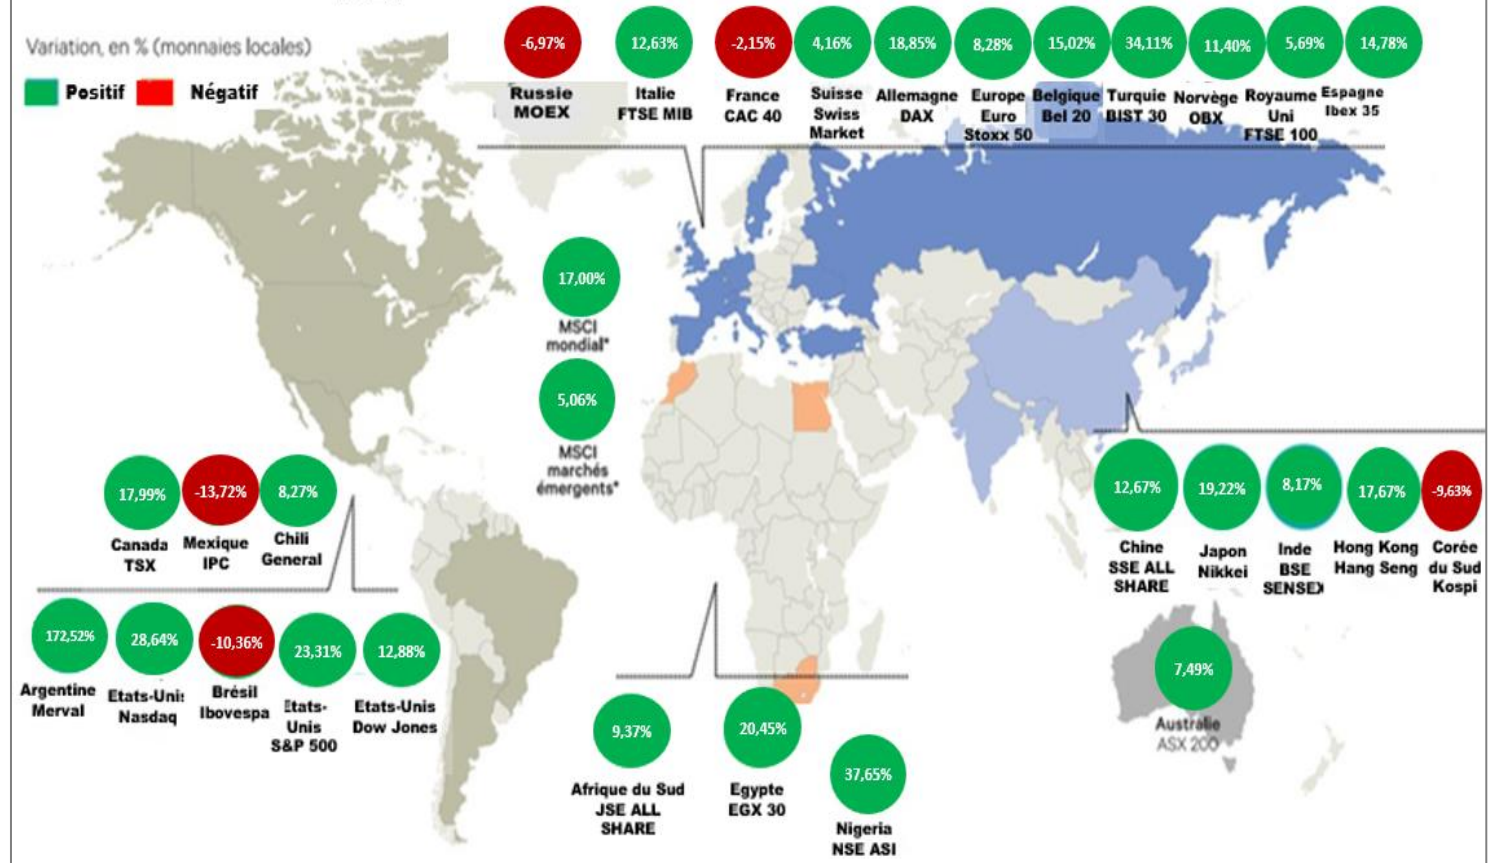 Variation, en % (monnaies locales)
Positif Négatif
-6,97%
Russie
MOEX
12,63%
Italie
FTSE MIB
-2,15%
France
CAC 40
4,16%
Suisse
Swiss
Market
18,85%
Allemagne
DAX
8,28%
Europe
Euro
Stoxx 50
15,02%
Belgique
Bel 20
34,11%
Turquie
BIST 30
11,40%
Norvège
OBX
5,69%
Royaume
Uni
FTSE 100
14,78%
Espagne
Ibex 35
17,00%
MSCI
mondial*
5,06%
MSCI
marchés
émergents*
17,99%
Canada
TSX
-13,72%
Mexique
IPC
8,27%
Chili
General
172,52%
Argentine
Merval
28,64%
Etats-Unis
Nasdaq
-10,36%
Brésil
Ibovespa
23,31%
Etats-
Unis
S&P 500
12,88%
Etats-Unis
Dow Jones
9,37%
Afrique du Sud
JSE ALL
SHARE
20,45%
Egypte
EGX 30
37,65%
Nigeria
NSE ASI
12,67%
Chine
SSE ALL
SHARE
19,22%
Japon
Nikkei
8,17%
Inde
BSE
SENSEX
17,67%
Hong Kong
Hang Seng
-9,63%
Corée
du Sud
Kospi
7,49%
Australie
ASX 200